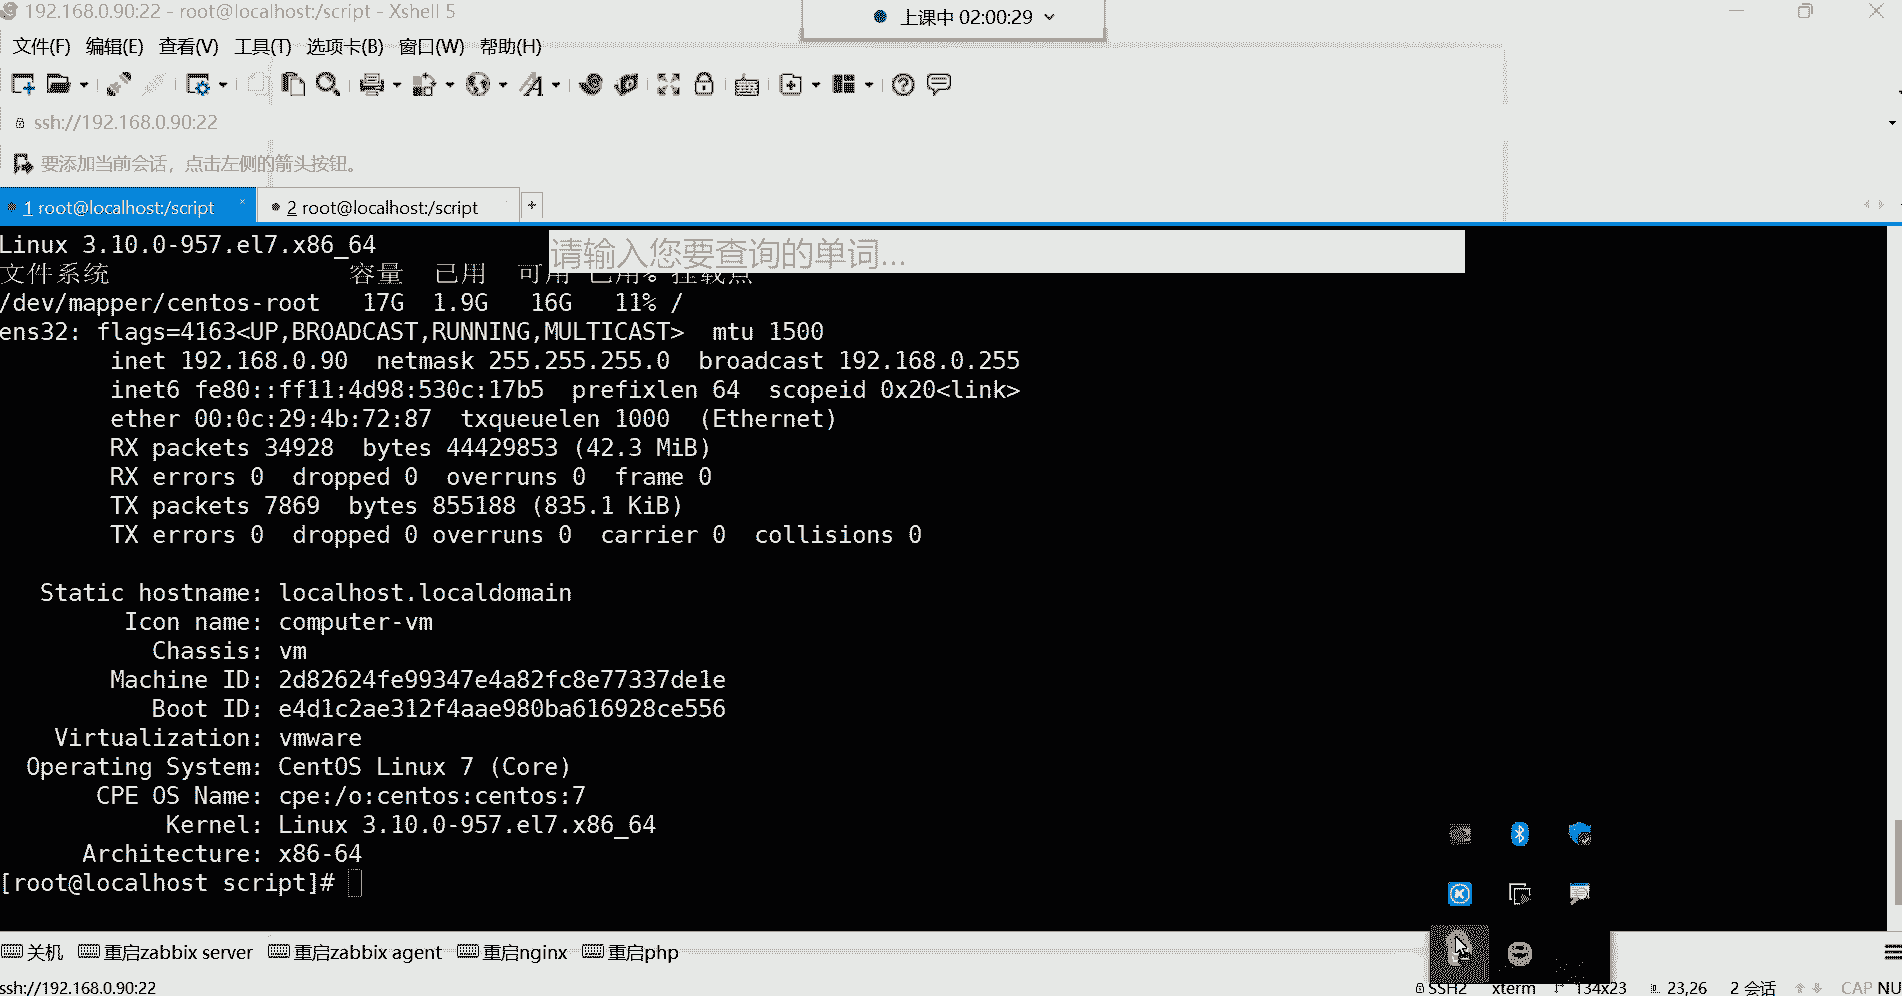 192.168.0.90:22 - root@localhost:/script - Xshell 5
上课中 02:00:29
文件(F) 编辑(E) 查看(V) 工具(T) 选项卡(B) 窗口(W) 帮助(H)
ssh://192.168.0.90:22
要添加当前会话，点击左侧的箭头按钮。
1 root@localhost:/script
2 root@localhost:/script
Linux 3.10.0-957.el7.x86_64
请输入您要查询的单词...
文件系统 容量 已用 可用 已用% 挂载点
/dev/mapper/centos-root 17G 1.9G 16G 11% /
ens32: flags=4163<UP,BROADCAST,RUNNING,MULTICAST> mtu 1500
inet 192.168.0.90 netmask 255.255.255.0 broadcast 192.168.0.255
inet6 fe80::ff11:4d98:530c:17b5 prefixlen 64 scopeid 0x20<link>
ether 00:0c:29:4b:72:87 txqueuelen 1000 (Ethernet)
RX packets 34928 bytes 44429853 (42.3 MiB)
RX errors 0 dropped 0 overruns 0 frame 0
TX packets 7869 bytes 855188 (835.1 KiB)
TX errors 0 dropped 0 overruns 0 carrier 0 collisions 0
Static hostname: localhost.localdomain
Icon name: computer-vm
Chassis: vm
Machine ID: 2d82624fe99347e4a82fc8e77337de1e
Boot ID: e4d1c2ae312f4aae980ba616928ce556
Virtualization: vmware
Operating System: CentOS Linux 7 (Core)
CPE OS Name: cpe:/o:centos:centos:7
Kernel: Linux 3.10.0-957.el7.x86_64
Architecture: x86-64
[root@localhost script]#
关机 重启zabbix server 重启zabbix agent 重启nginx 重启php
ssh://192.168.0.90:22 SSH2 xterm 134x23 23,26 2 会话 CAP NU